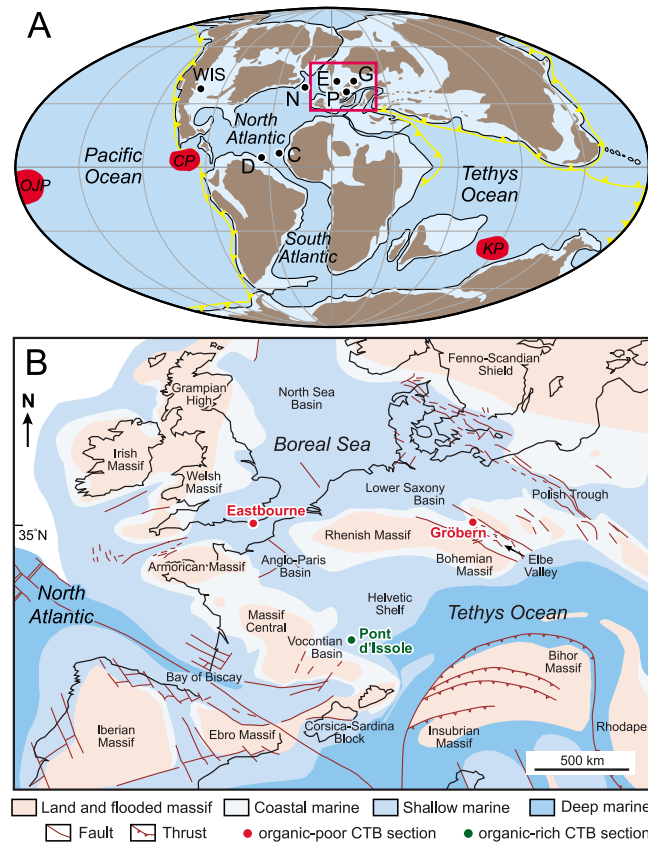 A
WIS
E
G
N
P
North
Atlantic
Pacific
Ocean
CP
D
C
Tethys
Ocean
OJP
South
Atlantic
KP
B
Fenno-Scandian
Shield
Grampian
High
North Sea
Basin
N
Boreal Sea
Irish
Massif
Welsh
Massif
Lower Saxony
Basin
Polish Trough
Eastbourne
35°N
Rhenish Massif
Gröbern
Armorican Massif
Anglo-Paris
Basin
Bohemian
Massif
Elbe
Valley
North
Atlantic
Helvetic
Shelf
Tethys Ocean
Massif
Central
Pont
d'Issole
Vocontian
Basin
Bihor
Massif
Bay of Biscay
Iberian
Massif
Ebro Massif
Corsica-Sardina
Block
Insubrian
Massif
Rhodape
500 km
Land and flooded massif
Coastal marine
Shallow marine
Deep marine
Fault
Thrust
organic-poor CTB section
organic-rich CTB section